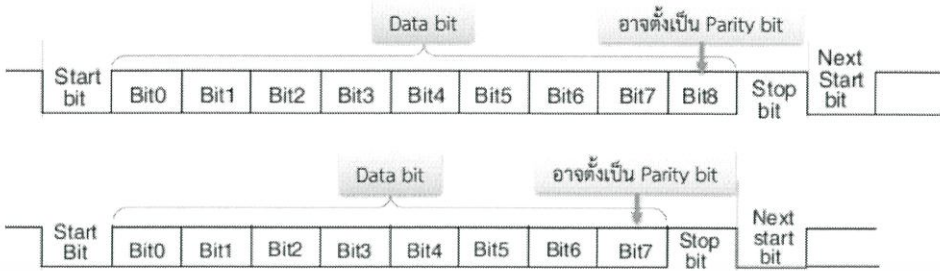 Data bit
อาจตั้งเป็น Parity bit
Start bit
Bit0 Bit1 Bit2 Bit3 Bit4 Bit5 Bit6 Bit7 Bit8
Stop bit
Next Start bit
Data bit
อาจตั้งเป็น Parity bit
Start Bit
Bit0 Bit1 Bit2 Bit3 Bit4 Bit5 Bit6 Bit7
Stop bit
Next start bit